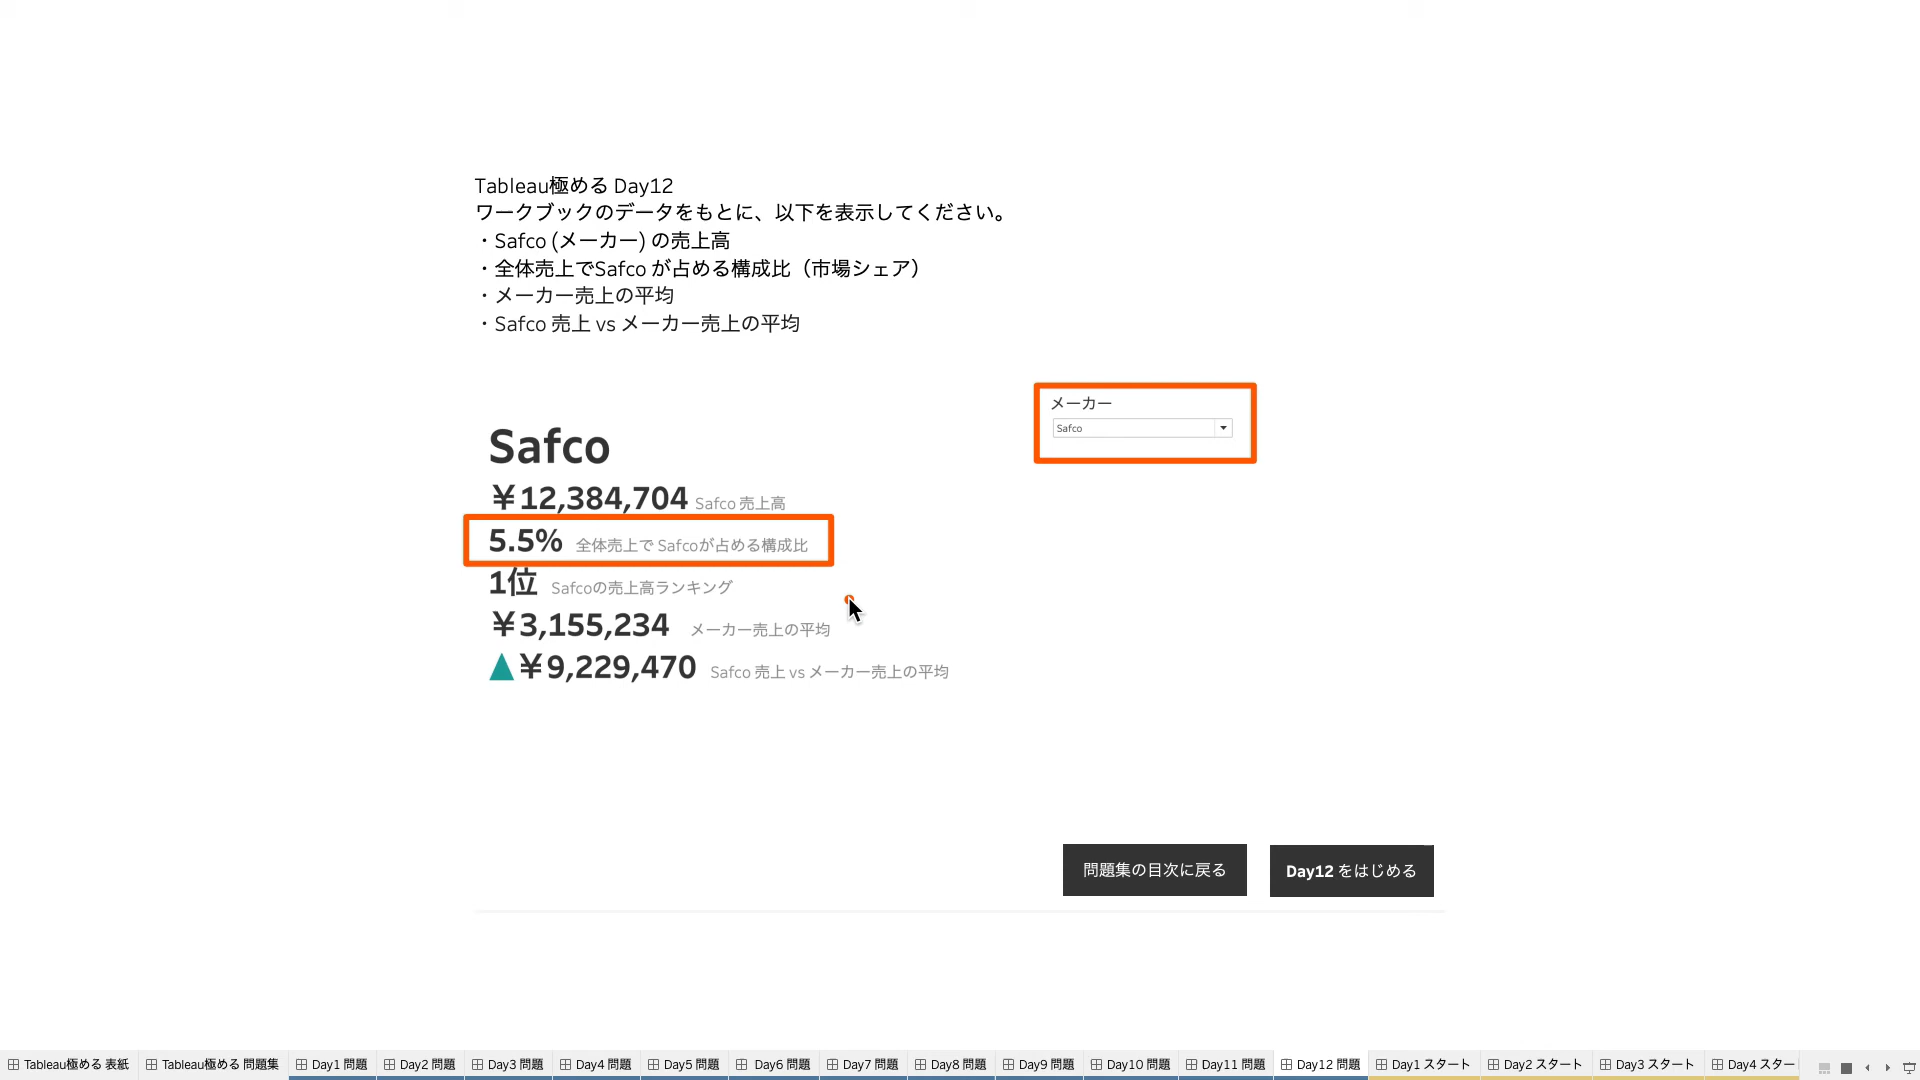 Tableau極める Day12
ワークブックのデータをもとに、以下を表示してください。
・Safco (メーカー) の売上高
・全体売上でSafco が占める構成比（市場シェア）
・メーカー売上の平均
・Safco 売上 vs メーカー売上の平均
メーカー
Safco
Safco
￥12,384,704 Safco 売上高
5.5% 全体売上で Safcoが占める構成比
1位 Safcoの売上高ランキング
￥3,155,234 メーカー売上の平均
▲￥9,229,470 Safco 売上 vs メーカー売上の平均
問題集の目次に戻る
Day12 をはじめる
Tableau極める 表紙 Tableau極める 問題集 Day1 問題 Day2 問題 Day3 問題 Day4 問題 Day5 問題 Day6 問題 Day7 問題 Day8 問題 Day9 問題 Day10 問題 Day11 問題 Day12 問題 Day1 スタート Day2 スタート Day3 スタート Day4 スター